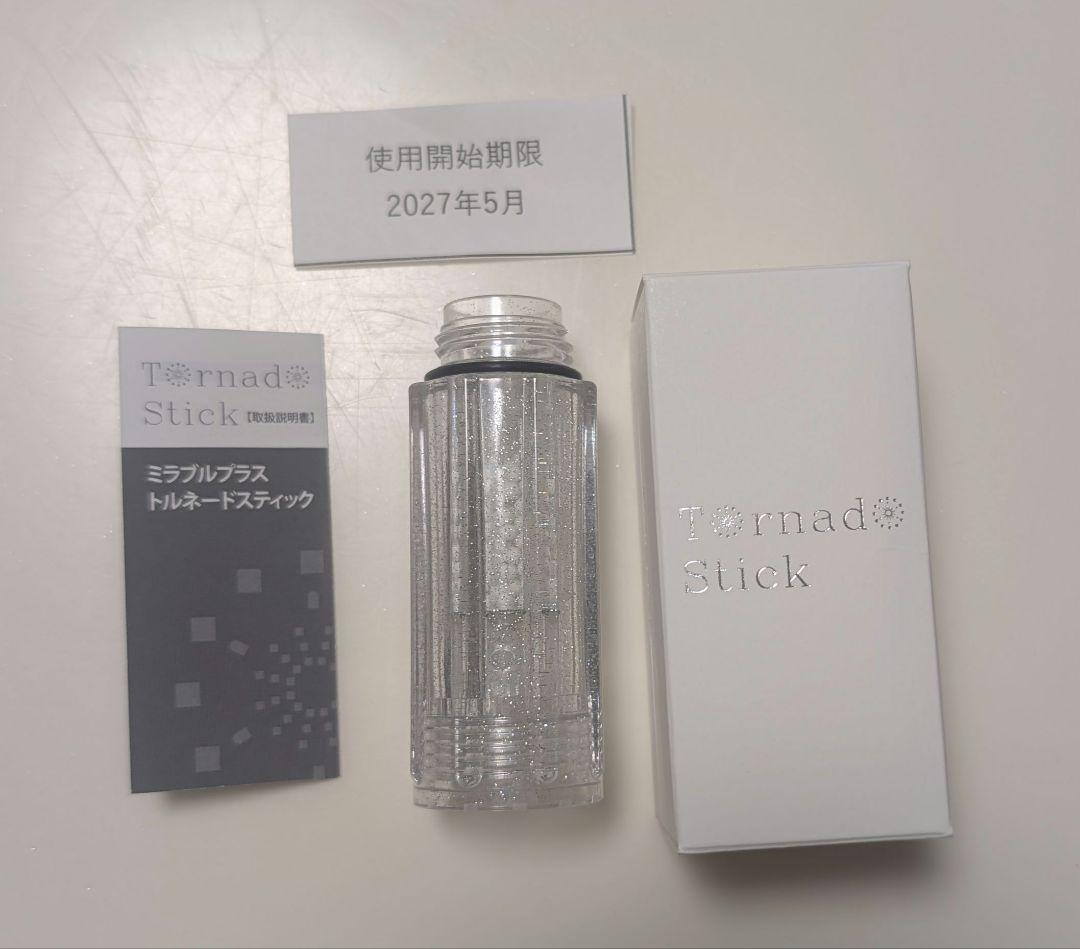 使用開始期限
2027年5月
Tornado
Stick【取扱説明書】
ミラブルプラス
トルネードスティック
Tornado
Stick